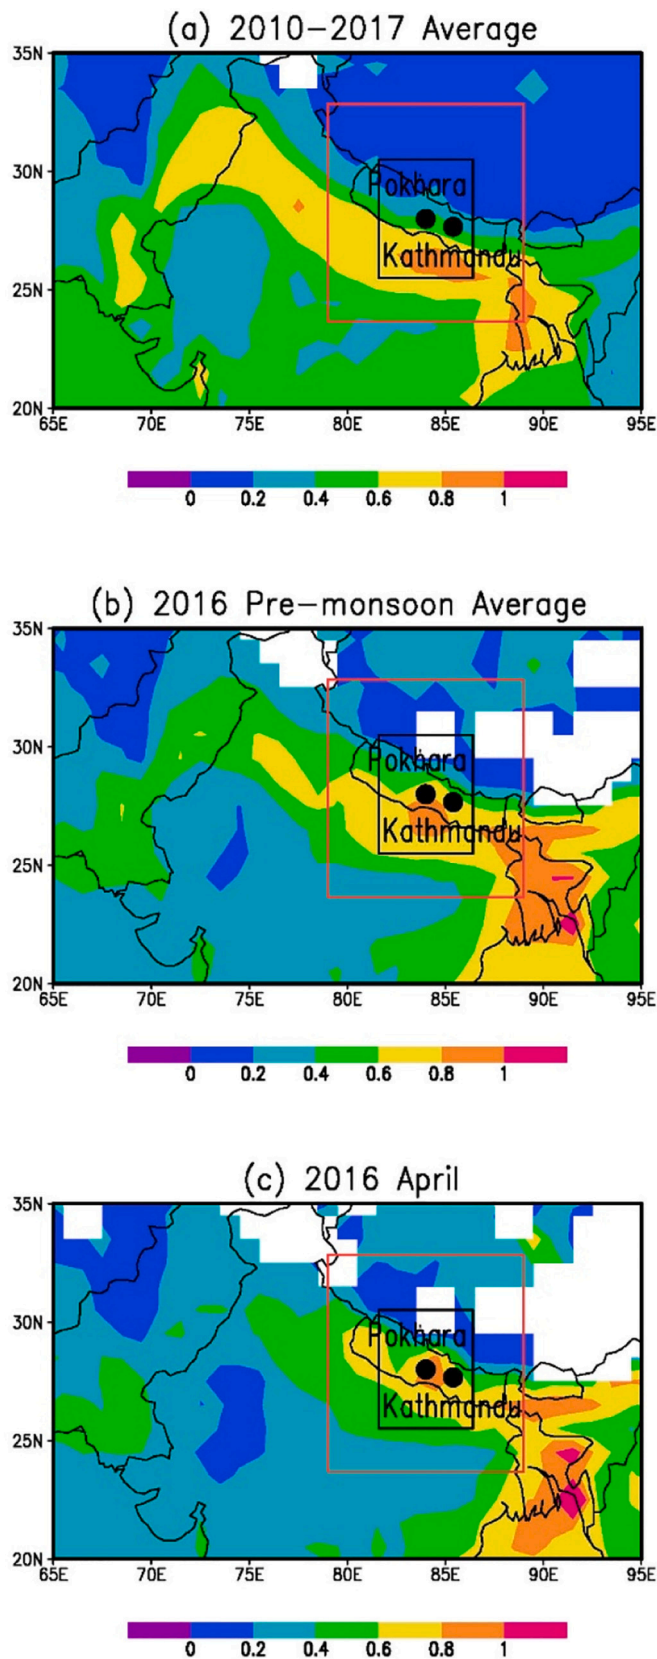 (a) 2010-2017 Average
35N
30N
Pokhara
Kathmandu
25N
20N
65E 70E 75E 80E 85E 90E 95E
0 0.2 0.4 0.6 0.8 1
(b) 2016 Pre-monsoon Average
35N
30N
Pokhara
Kathmandu
25N
20N
65E 70E 75E 80E 85E 90E 95E
0 0.2 0.4 0.6 0.8 1
(c) 2016 April
35N
30N
Pokhara
Kathmandu
25N
20N
65E 70E 75E 80E 85E 90E 95E
0 0.2 0.4 0.6 0.8 1